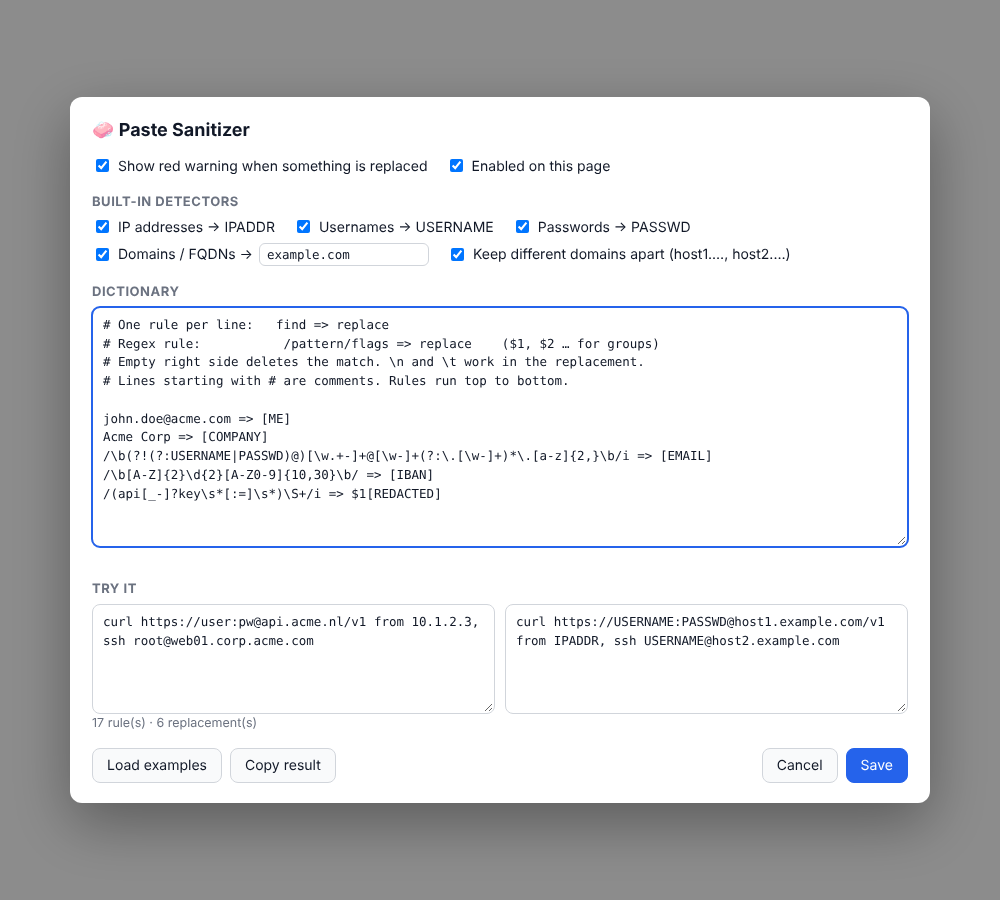 🧼 Paste Sanitizer
Show red warning when something is replaced Enabled on this page
BUILT-IN DETECTORS
IP addresses → IPADDR Usernames → USERNAME Passwords → PASSWD
Domains / FQDNs → example.com Keep different domains apart (host1...., host2....)
DICTIONARY
# One rule per line:   find => replace
# Regex rule:           /pattern/flags => replace    ($1, $2 … for groups)
# Empty right side deletes the match. \n and \t work in the replacement.
# Lines starting with # are comments. Rules run top to bottom.
john.doe@acme.com => [ME]
Acme Corp => [COMPANY]
/\b(?!(?:USERNAME|PASSWD)@)[\w.+-]+@[\w-]+(?:\.[\w-]+)*\.[a-z]{2,}\b/i => [EMAIL]
/\b[A-Z]{2}\d{2}[A-Z0-9]{10,30}\b/ => [IBAN]
/(api[_-]?key\s*[:=]\s*)\S+/i => $1[REDACTED]
TRY IT
curl https://user:pw@api.acme.nl/v1 from 10.1.2.3,
ssh root@web01.corp.acme.com
curl https://USERNAME:PASSWD@host1.example.com/v1
from IPADDR, ssh USERNAME@host2.example.com
17 rule(s) · 6 replacement(s)
Load examples Copy result Cancel Save